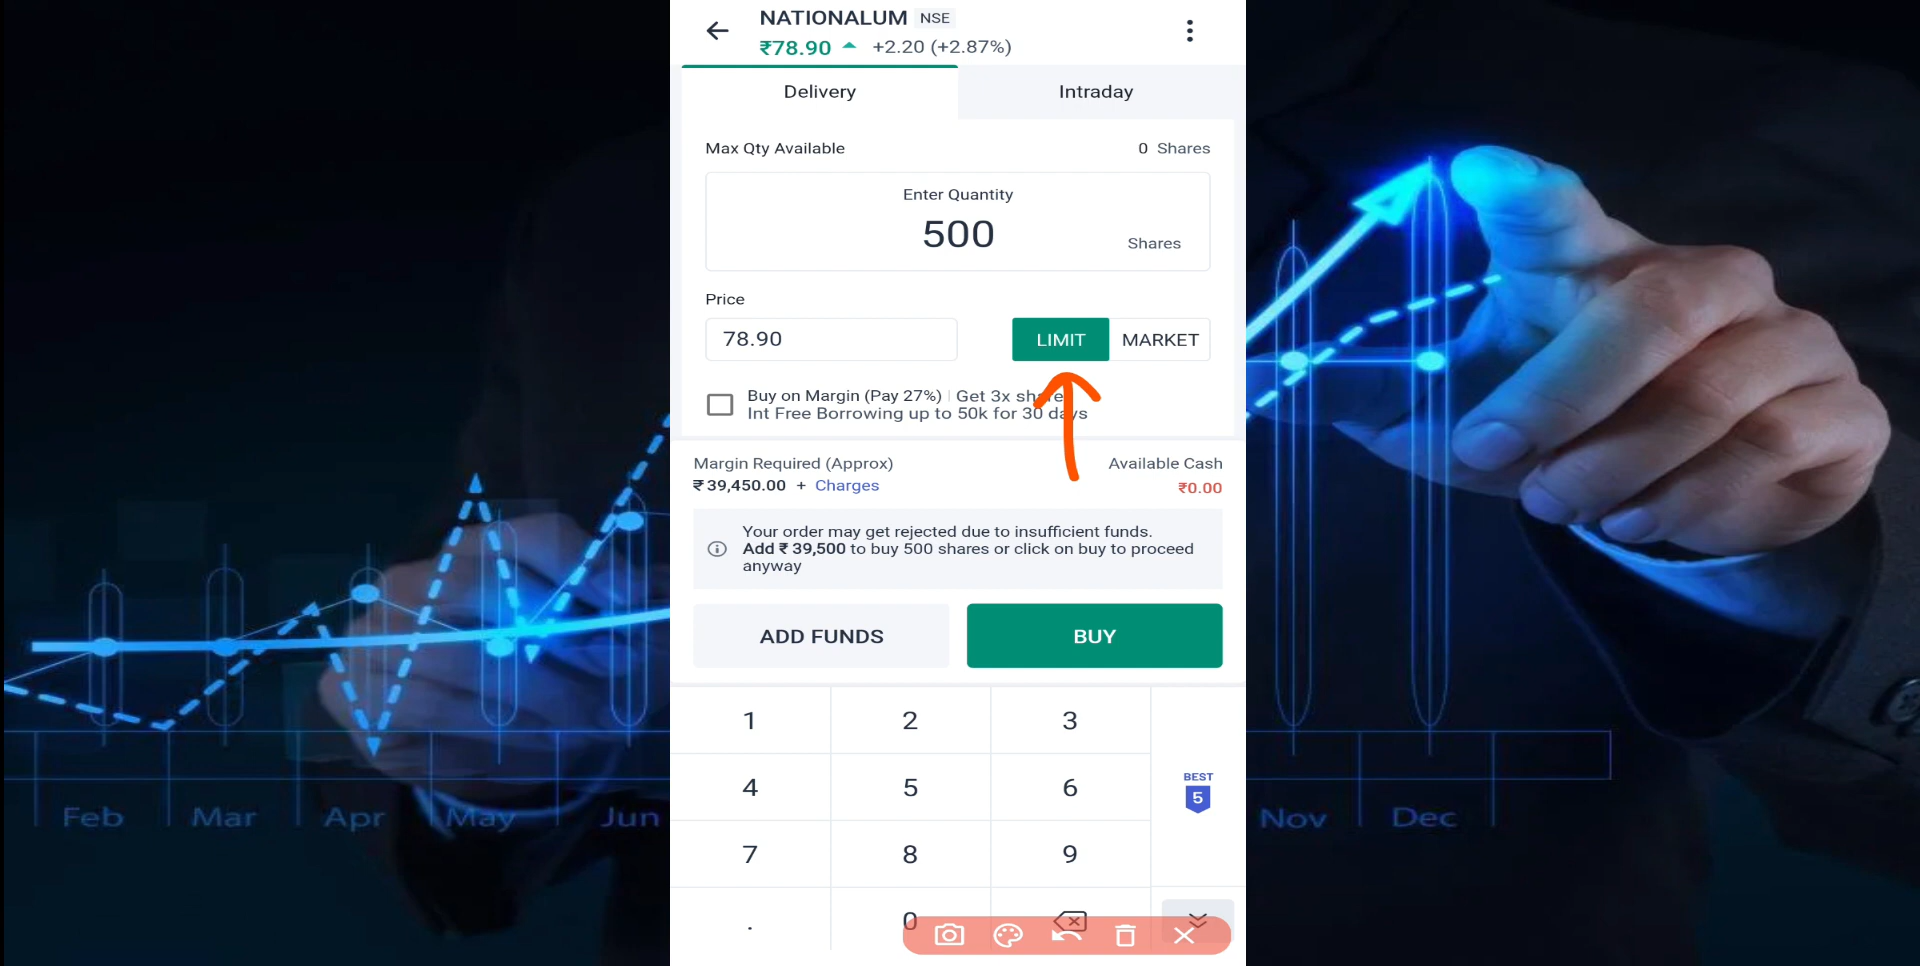 NATIONALUM NSE
₹78.90 +2.20 (+2.87%)
Delivery Intraday
Max Qty Available 0 Shares
Enter Quantity
500
Shares
Price
78.90 LIMIT MARKET
Buy on Margin (Pay 27%) | Get 3x share
Int Free Borrowing up to 50k for 30 days
Margin Required (Approx) Available Cash
₹ 39,450.00 + Charges ₹0.00
Your order may get rejected due to insufficient funds.
Add ₹ 39,500 to buy 500 shares or click on buy to proceed
anyway
ADD FUNDS BUY
1 2 3
BEST
4 5 6 5
Feb Mar Apr May Jun Nov Dec
7 8 9
. 0